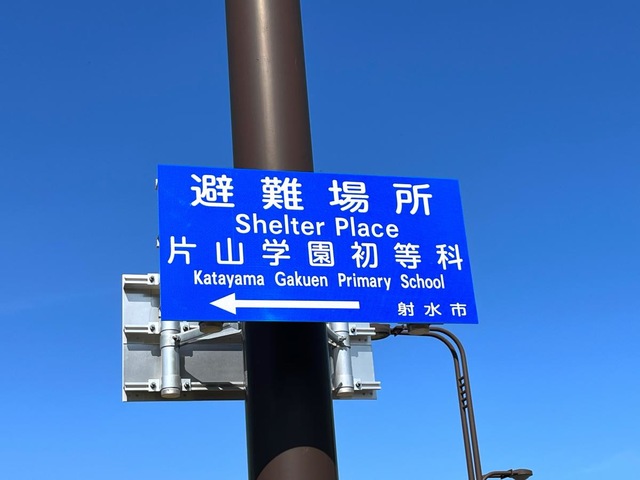 避難場所
Shelter Place
片山学園初等科
Katayama Gakuen Primary School
射水市